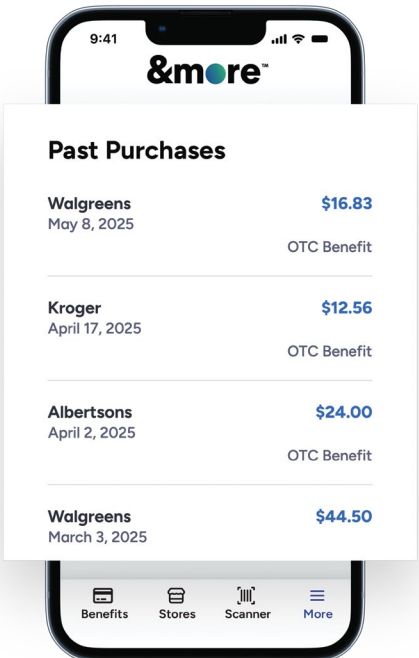 9:41
&more™
Past Purchases
Walgreens $16.83
May 8, 2025
OTC Benefit
Kroger $12.56
April 17, 2025
OTC Benefit
Albertsons $24.00
April 2, 2025
OTC Benefit
Walgreens $44.50
March 3, 2025
Benefits Stores Scanner More